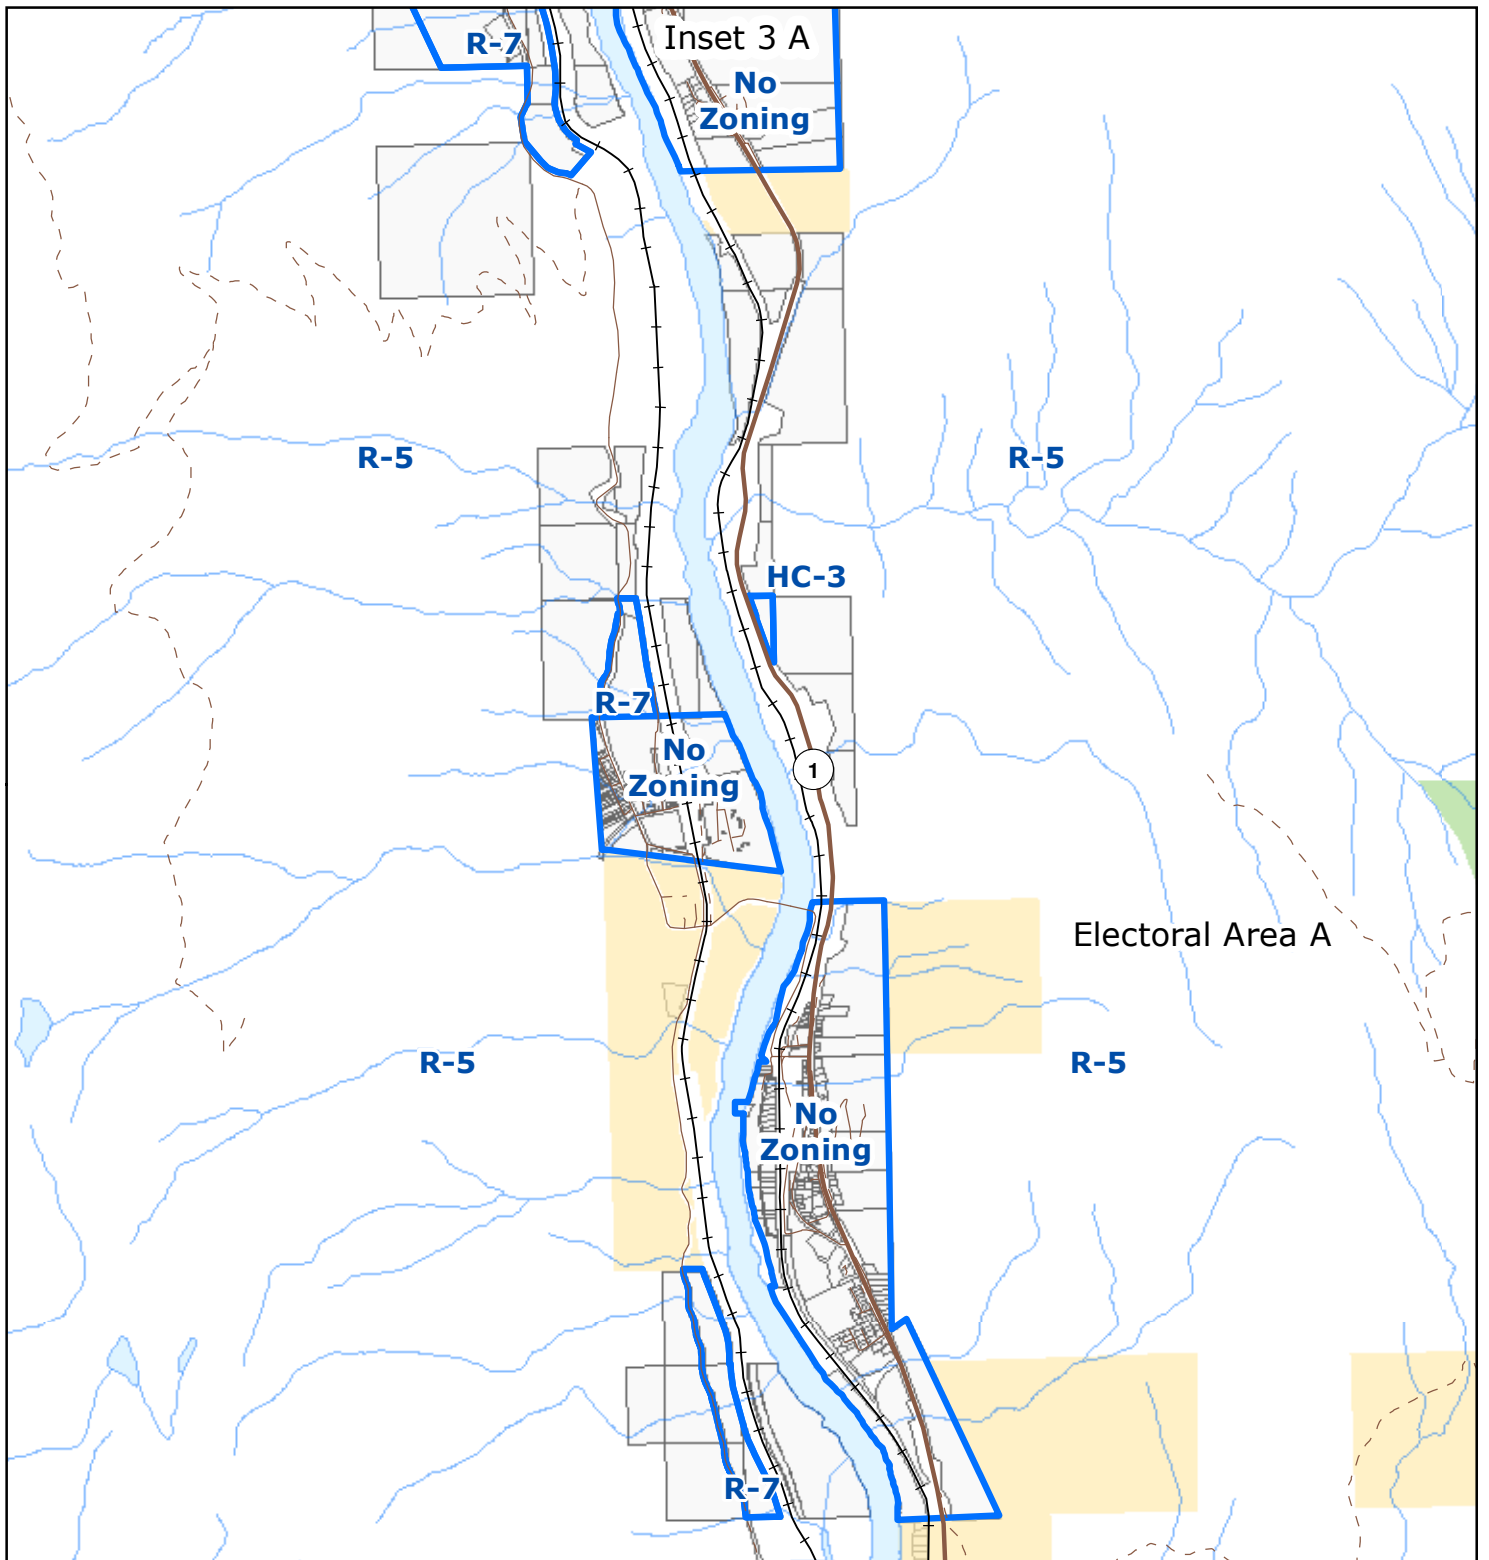 Inset 3 A
R-7
No
Zoning
R-5
R-5
HC-3
R-7
No
Zoning
1
Electoral Area A
R-5
R-5
No
Zoning
R-7